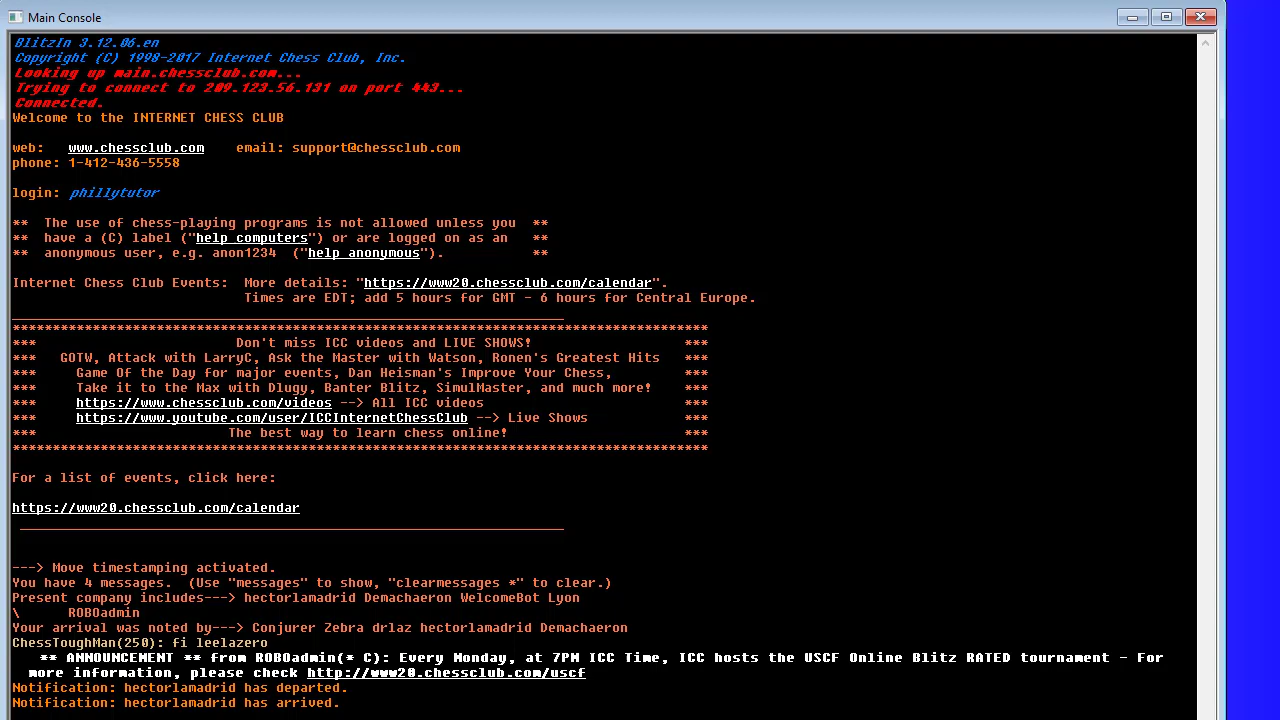 Main Console
BlitzIn 3.12.06.en
Copyright (C) 1998-2017 Internet Chess Club, Inc.
Looking up main.chessclub.com...
Trying to connect to 209.123.56.131 on port 443...
Connected.
Welcome to the INTERNET CHESS CLUB
web: www.chessclub.com email: support@chessclub.com
phone: 1-412-436-5558
login: phillytutor
** The use of chess-playing programs is not allowed unless you **
** have a (C) label ("help computers") or are logged on as an **
** anonymous user, e.g. anon1234 ("help anonymous"). **
Internet Chess Club Events: More details: "https://www20.chessclub.com/calendar".
Times are EDT; add 5 hours for GMT - 6 hours for Central Europe.
_____________________________________________________________________
***************************************************************************************
*** Don't miss ICC videos and LIVE SHOWS! ***
*** GOTW, Attack with LarryC, Ask the Master with Watson, Ronen's Greatest Hits ***
*** Game Of the Day for major events, Dan Heisman's Improve Your Chess, ***
*** Take it to the Max with Dlugy, Banter Blitz, SimulMaster, and much more! ***
*** https://www.chessclub.com/videos --> All ICC videos ***
*** https://www.youtube.com/user/ICCInternetChessClub --> Live Shows ***
*** The best way to learn chess online! ***
***************************************************************************************
For a list of events, click here:
https://www20.chessclub.com/calendar
____________________________________________________________________
---> Move timestamping activated.
You have 4 messages. (Use "messages" to show, "clearmessages *" to clear.)
Present company includes---> hectorlamadrid Demachaeron WelcomeBot Lyon
\ ROBOadmin
Your arrival was noted by---> Conjurer Zebra drlaz hectorlamadrid Demachaeron
ChessToughMan(250): fi leelazero
** ANNOUNCEMENT ** from ROBOadmin(* C): Every Monday, at 7PM ICC Time, ICC hosts the USCF Online Blitz RATED tournament - For
more information, please check http://www20.chessclub.com/uscf
Notification: hectorlamadrid has departed.
Notification: hectorlamadrid has arrived.